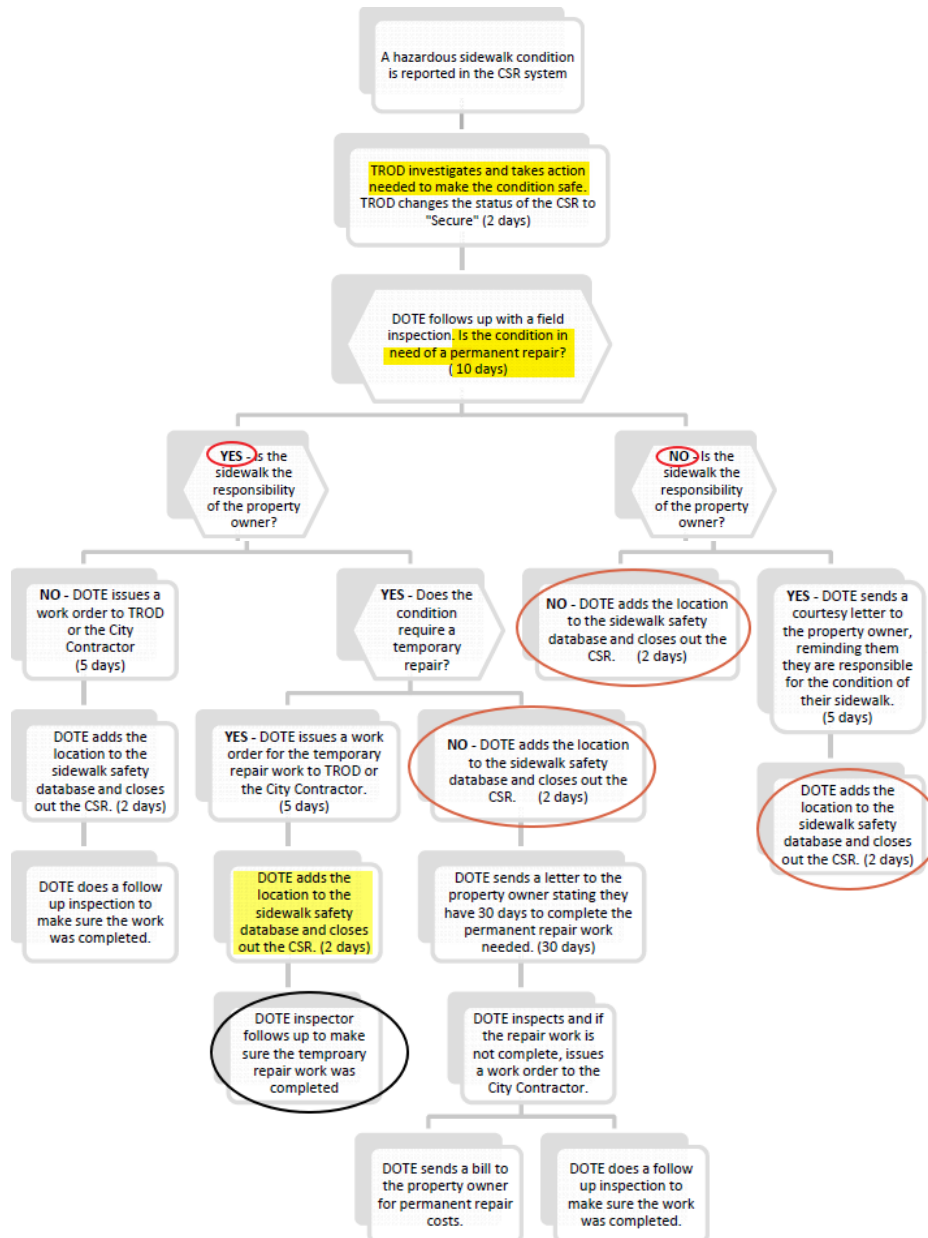 A hazardous sidewalk condition
is reported in the CSR system
TROD investigates and takes action
needed to make the condition safe.
TROD changes the status of the CSR to
"Secure" (2 days)
DOTE follows up with a field
inspection. Is the condition in
need of a permanent repair?
( 10 days)
YES - Is the
sidewalk the
responsibility
of the property
owner?
NO - Is the
sidewalk the
responsibility
of the property
owner?
NO - DOTE issues a
work order to TROD
or the City
Contractor
(5 days)
YES - Does the
condition
require a
temporary
repair?
NO - DOTE adds the location
to the sidewalk safety
database and closes out the
CSR. (2 days)
YES - DOTE sends a
courtesy letter to
the property owner,
reminding them
they are responsible
for the condition of
their sidewalk.
(5 days)
DOTE adds the
location to the
sidewalk safety
database and closes
out the CSR. (2 days)
YES - DOTE issues a work
order for the temporary
repair work to TROD or
the City Contractor.
(5 days)
NO - DOTE adds the location
to the sidewalk safety
database and closes out the
CSR. (2 days)
DOTE adds the
location to the
sidewalk safety
database and closes
out the CSR. (2 days)
DOTE does a follow
up inspection to
make sure the work
was completed.
DOTE adds the
location to the
sidewalk safety
database and closes
out the CSR. (2 days)
DOTE sends a letter to the
property owner stating they
have 30 days to complete the
permanent repair work
needed. (30 days)
DOTE inspector
follows up to make
sure the temproary
repair work was
completed
DOTE inspects and if
the repair work is
not complete, issues
a work order to the
City Contractor.
DOTE sends a bill to
the property owner
for permanent repair
costs.
DOTE does a follow
up inspection to
make sure the work
was completed.